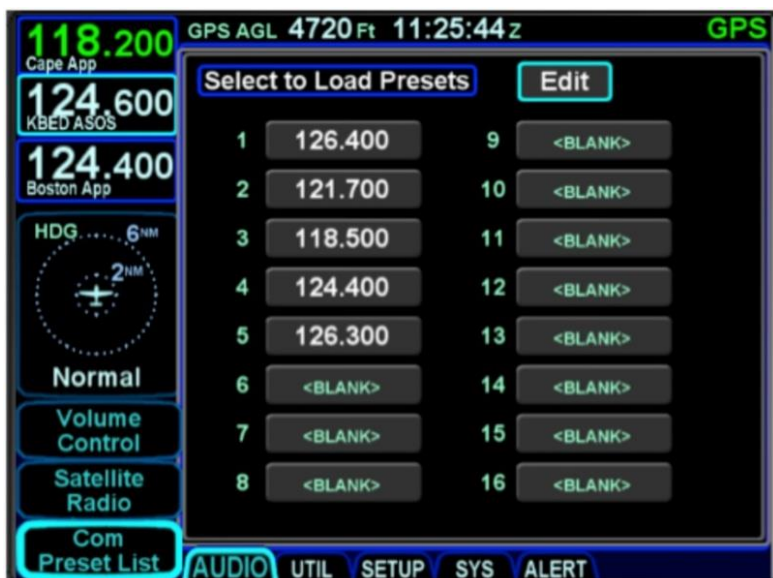 118.200
Cape App
124.600
KBED ASOS
124.400
Boston App
HDG 6NM
2NM
Normal
Volume
Control
Satellite
Radio
Com
Preset List
GPS AGL 4720 Ft 11:25:44 Z GPS
Select to Load Presets Edit
1 126.400 9 <BLANK>
2 121.700 10 <BLANK>
3 118.500 11 <BLANK>
4 124.400 12 <BLANK>
5 126.300 13 <BLANK>
6 <BLANK> 14 <BLANK>
7 <BLANK> 15 <BLANK>
8 <BLANK> 16 <BLANK>
AUDIO UTIL SETUP SYS ALERT